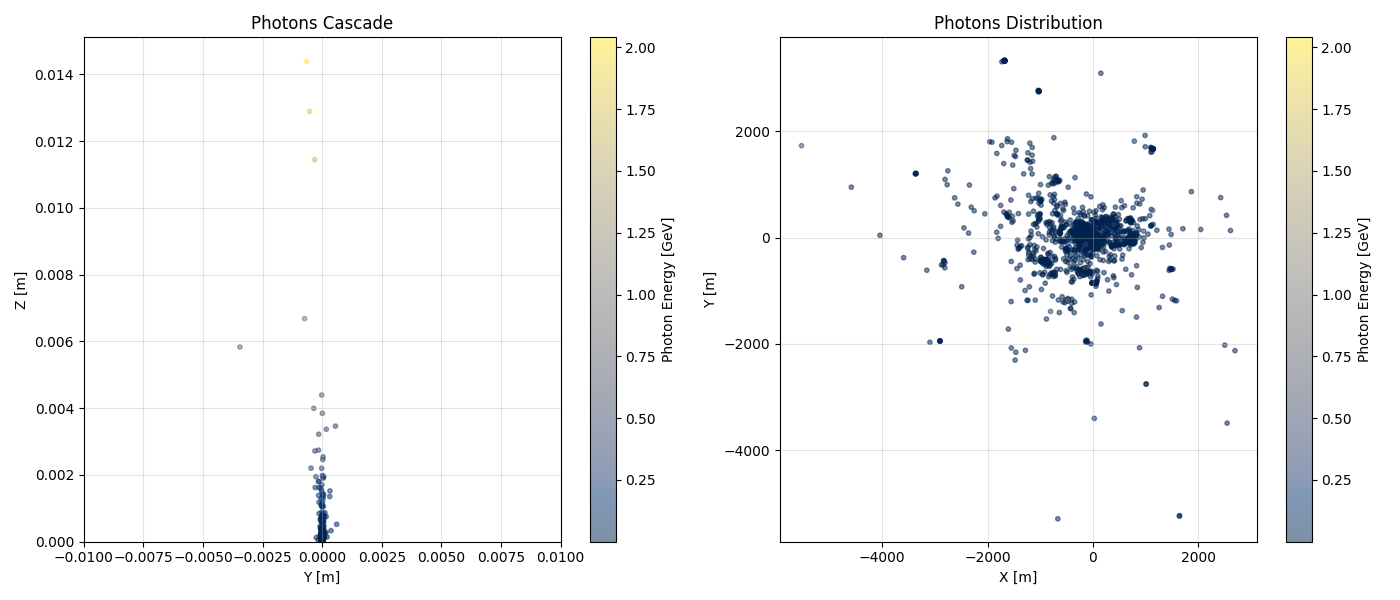 Photons Cascade
Z [m]
0.014
0.012
0.010
0.008
0.006
0.004
0.002
0.000
−0.0100 −0.0075 −0.0050 −0.0025 0.0000 0.0025 0.0050 0.0075 0.0100
Y [m]
2.00
1.75
1.50
1.25
1.00
0.75
0.50
0.25
Photon Energy [GeV]
Photons Distribution
Y [m]
2000
0
−2000
−4000
−4000 −2000 0 2000
X [m]
2.00
1.75
1.50
1.25
1.00
0.75
0.50
0.25
Photon Energy [GeV]